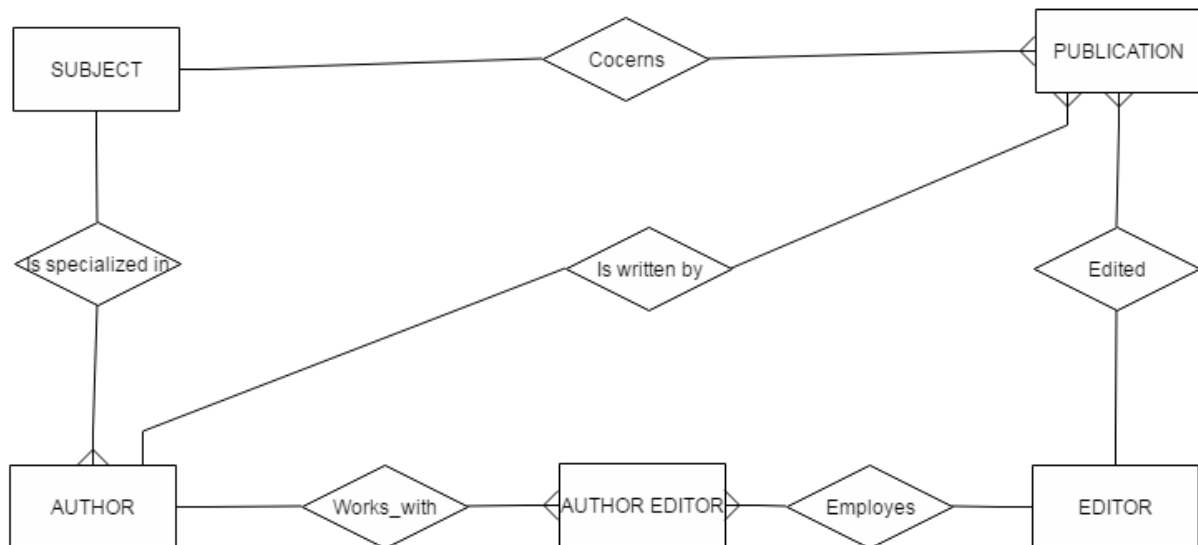 SUBJECT
Cocerns
PUBLICATION
Is specialized in
Is written by
Edited
AUTHOR
Works_with
AUTHOR EDITOR
Employes
EDITOR